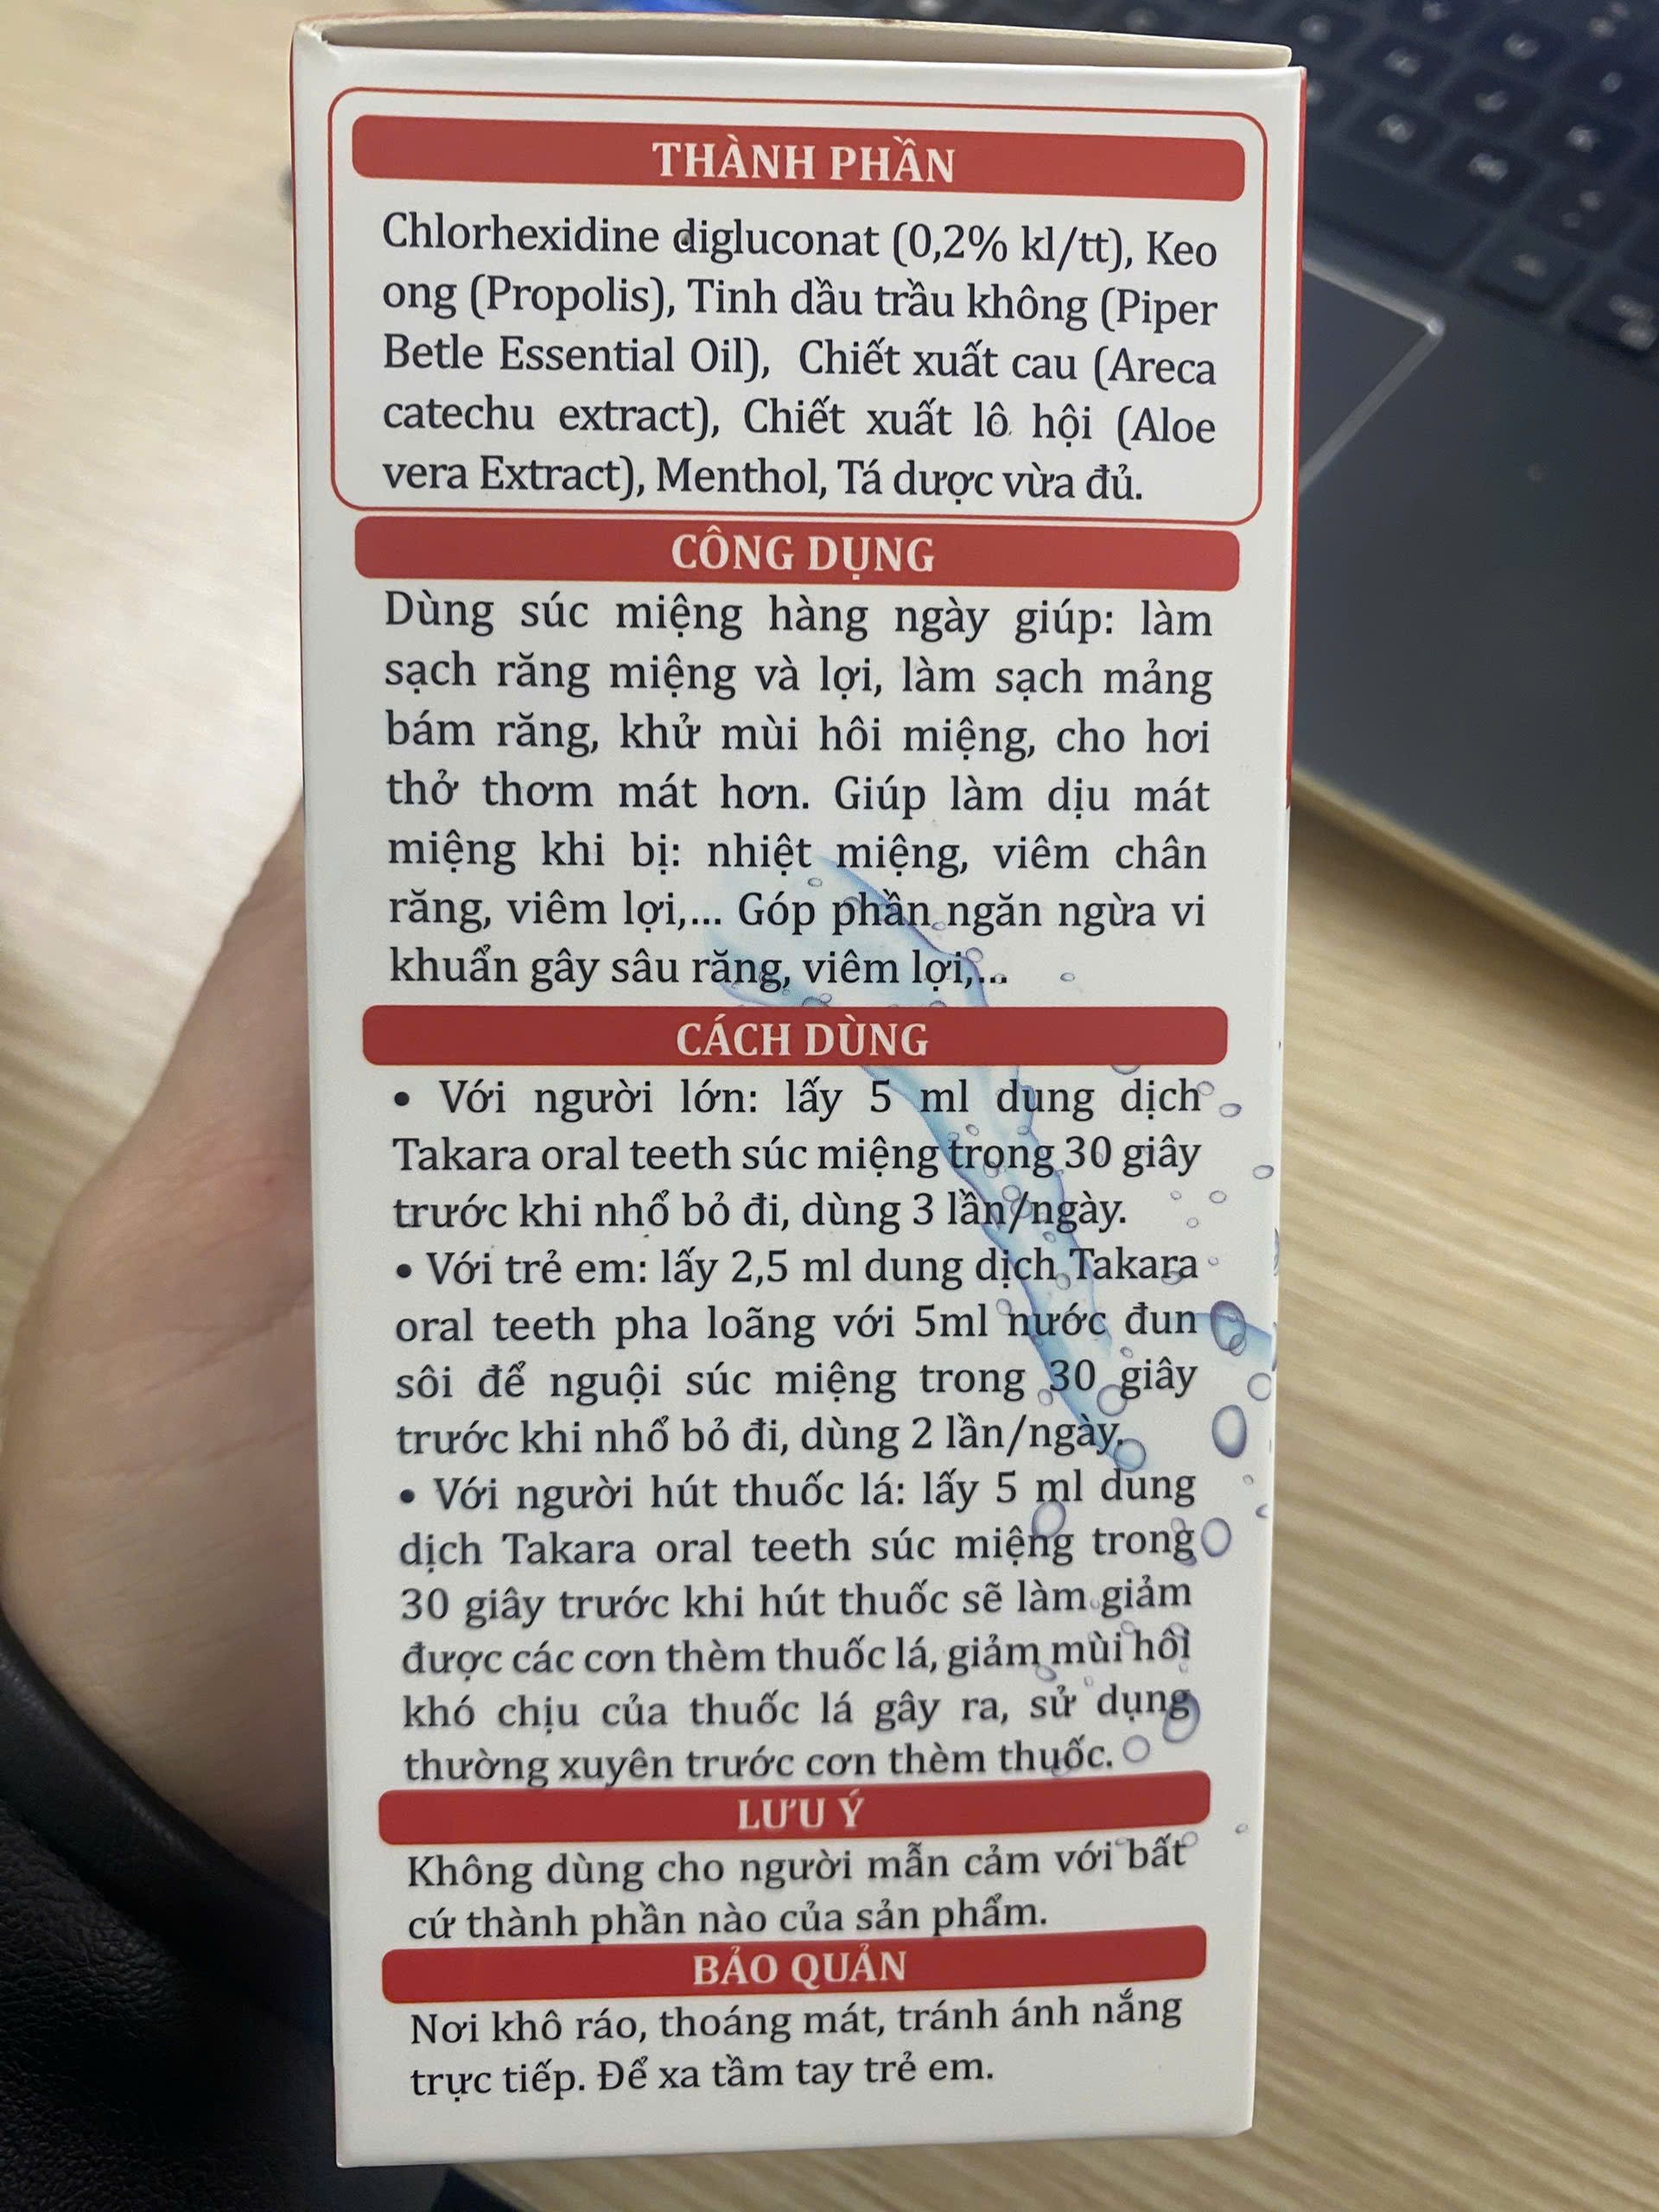 THÀNH PHẦN
Chlorhexidine digluconat (0,2% kl/tt), Keo
ong (Propolis), Tinh dầu trầu không (Piper
Betle Essential Oil), Chiết xuất cau (Areca
catechu extract), Chiết xuất lô hội (Aloe
vera Extract), Menthol, Tá dược vừa đủ.
CÔNG DỤNG
Dùng súc miệng hàng ngày giúp: làm
sạch răng miệng và lợi, làm sạch mảng
bám răng, khử mùi hôi miệng, cho hơi
thở thơm mát hơn. Giúp làm dịu mát
miệng khi bị: nhiệt miệng, viêm chân
răng, viêm lợi,... Góp phần ngăn ngừa vi
khuẩn gây sâu răng, viêm lợi,...
CÁCH DÙNG
• Với người lớn: lấy 5 ml dung dịch
Takara oral teeth súc miệng trong 30 giây
trước khi nhổ bỏ đi, dùng 3 lần/ngày.
• Với trẻ em: lấy 2,5 ml dung dịch Takara
oral teeth pha loãng với 5ml nước đun
sôi để nguội súc miệng trong 30 giây
trước khi nhổ bỏ đi, dùng 2 lần/ngày.
• Với người hút thuốc lá: lấy 5 ml dung
dịch Takara oral teeth súc miệng trong
30 giây trước khi hút thuốc sẽ làm giảm
được các cơn thèm thuốc lá, giảm mùi hôi
khó chịu của thuốc lá gây ra, sử dụng
thường xuyên trước cơn thèm thuốc.
LƯU Ý
Không dùng cho người mẫn cảm với bất
cứ thành phần nào của sản phẩm.
BẢO QUẢN
Nơi khô ráo, thoáng mát, tránh ánh nắng
trực tiếp. Để xa tầm tay trẻ em.